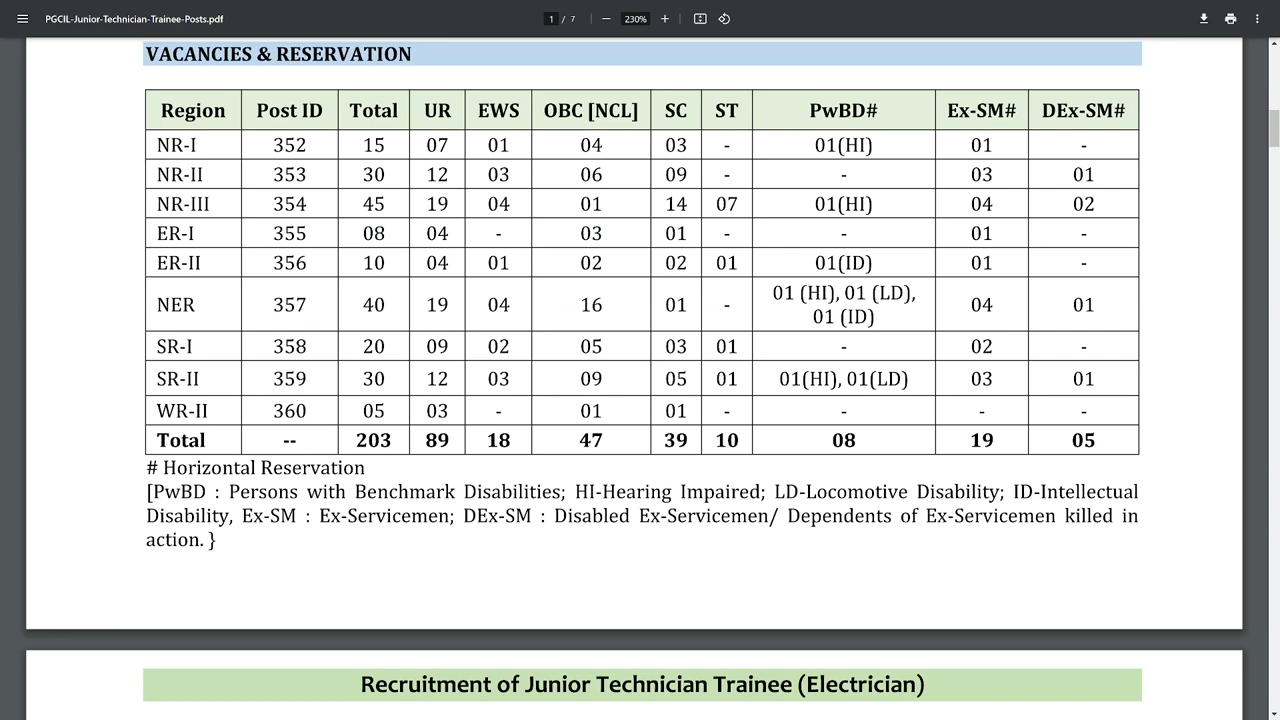 PGCIL-Junior-Technician-Trainee-Posts.pdf 1 / 7 — 230% +
VACANCIES & RESERVATION
Region Post ID Total UR EWS OBC [NCL] SC ST PwBD# Ex-SM# DEx-SM#
NR-I 352 15 07 01 04 03 - 01(HI) 01 -
NR-II 353 30 12 03 06 09 - - 03 01
NR-III 354 45 19 04 01 14 07 01(HI) 04 02
ER-I 355 08 04 - 03 01 - - 01 -
ER-II 356 10 04 01 02 02 01 01(ID) 01 -
NER 357 40 19 04 16 01 - 01 (HI), 01 (LD), 01 (ID) 04 01
SR-I 358 20 09 02 05 03 01 - 02
SR-II 359 30 12 03 09 05 01 01(HI), 01(LD) 03 01
WR-II 360 05 03 - 01 01 - - - -
Total -- 203 89 18 47 39 10 08 19 05
# Horizontal Reservation
[PwBD : Persons with Benchmark Disabilities; HI-Hearing Impaired; LD-Locomotive Disability; ID-Intellectual
Disability, Ex-SM : Ex-Servicemen; DEx-SM : Disabled Ex-Servicemen/ Dependents of Ex-Servicemen killed in
action. }
Recruitment of Junior Technician Trainee (Electrician)